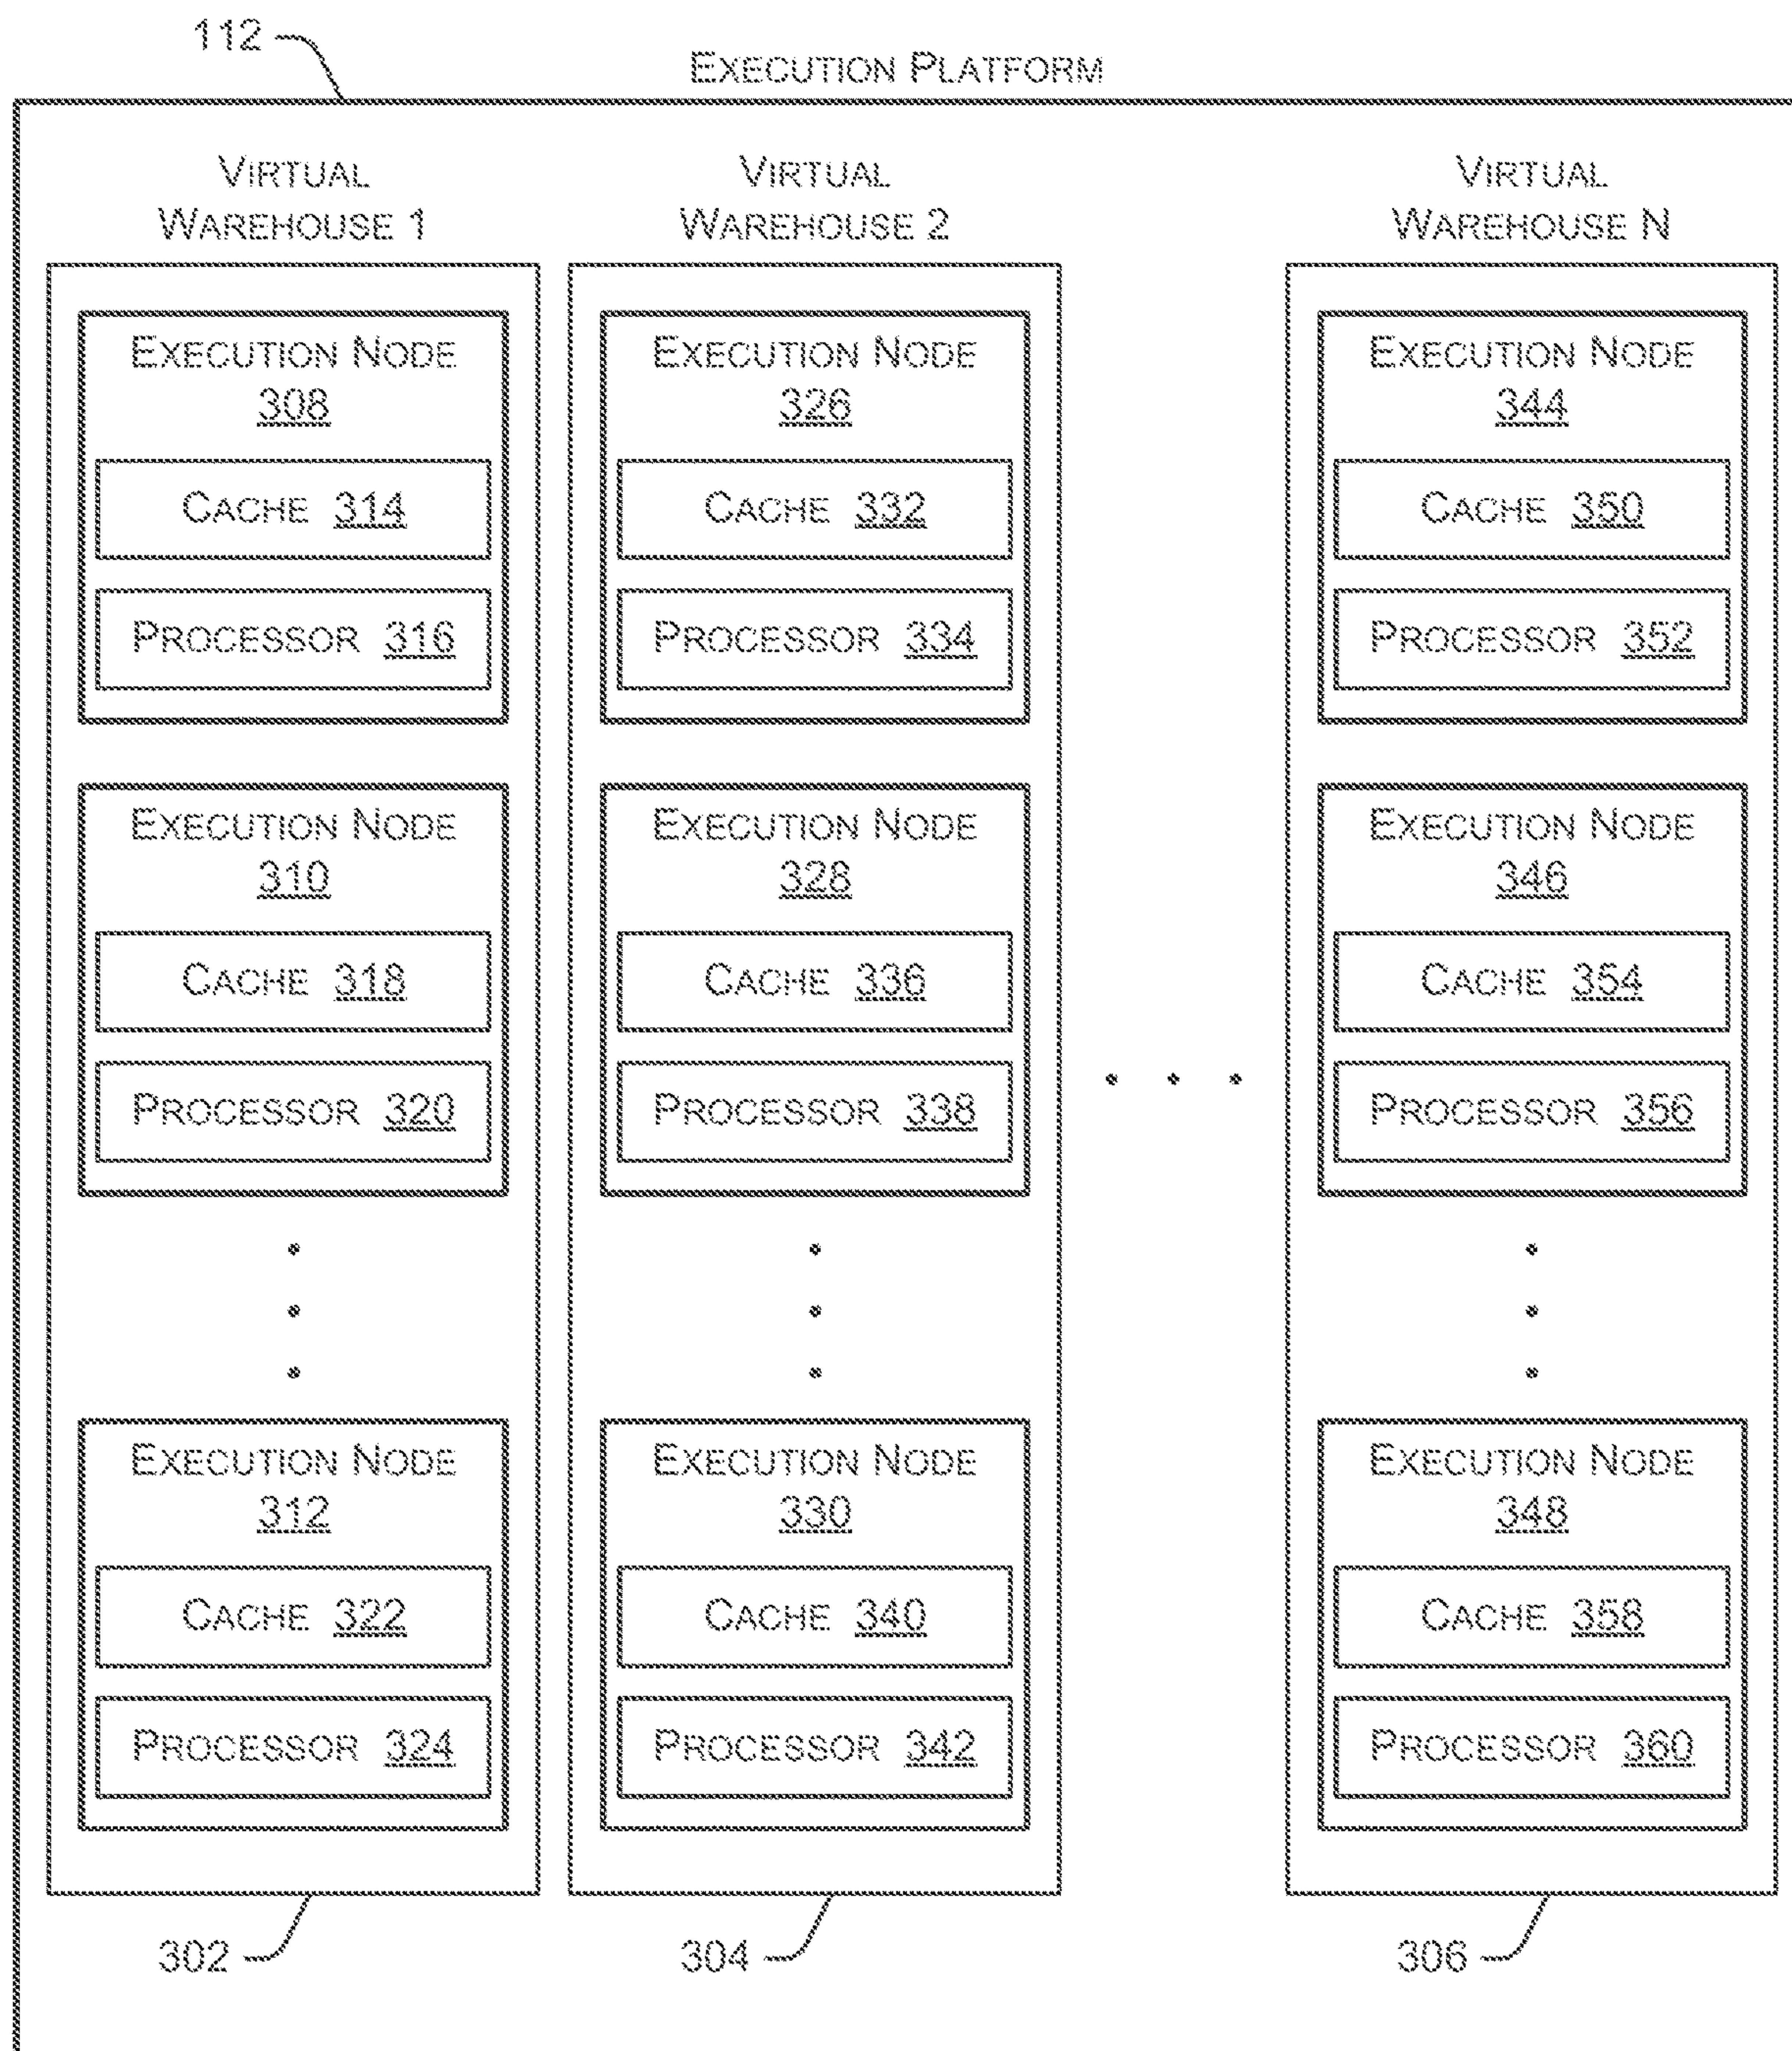 112
EXECUTION PLATFORM
VIRTUAL
WAREHOUSE 1
EXECUTION NODE
308
CACHE 314
PROCESSOR 316
EXECUTION NODE
310
CACHE 318
PROCESSOR 320
EXECUTION NODE
312
CACHE 322
PROCESSOR 324
302
VIRTUAL
WAREHOUSE 2
EXECUTION NODE
326
CACHE 332
PROCESSOR 334
EXECUTION NODE
328
CACHE 336
PROCESSOR 338
EXECUTION NODE
330
CACHE 340
PROCESSOR 342
304
VIRTUAL
WAREHOUSE N
EXECUTION NODE
344
CACHE 350
PROCESSOR 352
EXECUTION NODE
346
CACHE 354
PROCESSOR 356
EXECUTION NODE
348
CACHE 358
PROCESSOR 360
306